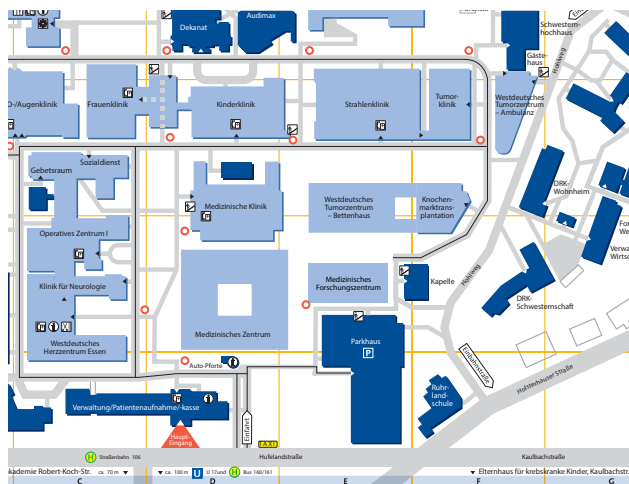 Dekanat
Audimax
Schwestern-
hochhaus
Gäste-
haus
Hohlweg
-/Augenklinik
Frauenklinik
Kinderklinik
Strahlenklinik
Tumor-
klinik
Westdeutsches
Tumorzentrum
– Ambulanz
Sozialdienst
Gebetsraum
Medizinische Klinik
Westdeutsches
Tumorzentrum
– Bettenhaus
Knochen-
marktrans-
plantation
DRK-
Wohnheim
Operatives Zentrum I
Klinik für Neurologie
Medizinisches
Forschungszentrum
Kapelle
Hohlweg
DRK-
Schwesternschaft
Westdeutsches
Herzzentrum Essen
Medizinisches Zentrum
Parkhaus
P
Auto-Pforte
Einbahnstraße
Holsterhauser Straße
Ruhr-
land-
schule
Verwaltung/Patientenaufnahme/-kasse
Haupt-
Eingang
Einfahrt
TAXI
H Straßenbahn 106
Hufelandstraße
Kaulbachstraße
kademie Robert-Koch-Str. ca. 70 m
ca. 100 m U U 17und H Bus 160/161
Elternhaus für krebskranke Kinder, Kaulbachstr.
C D E F G